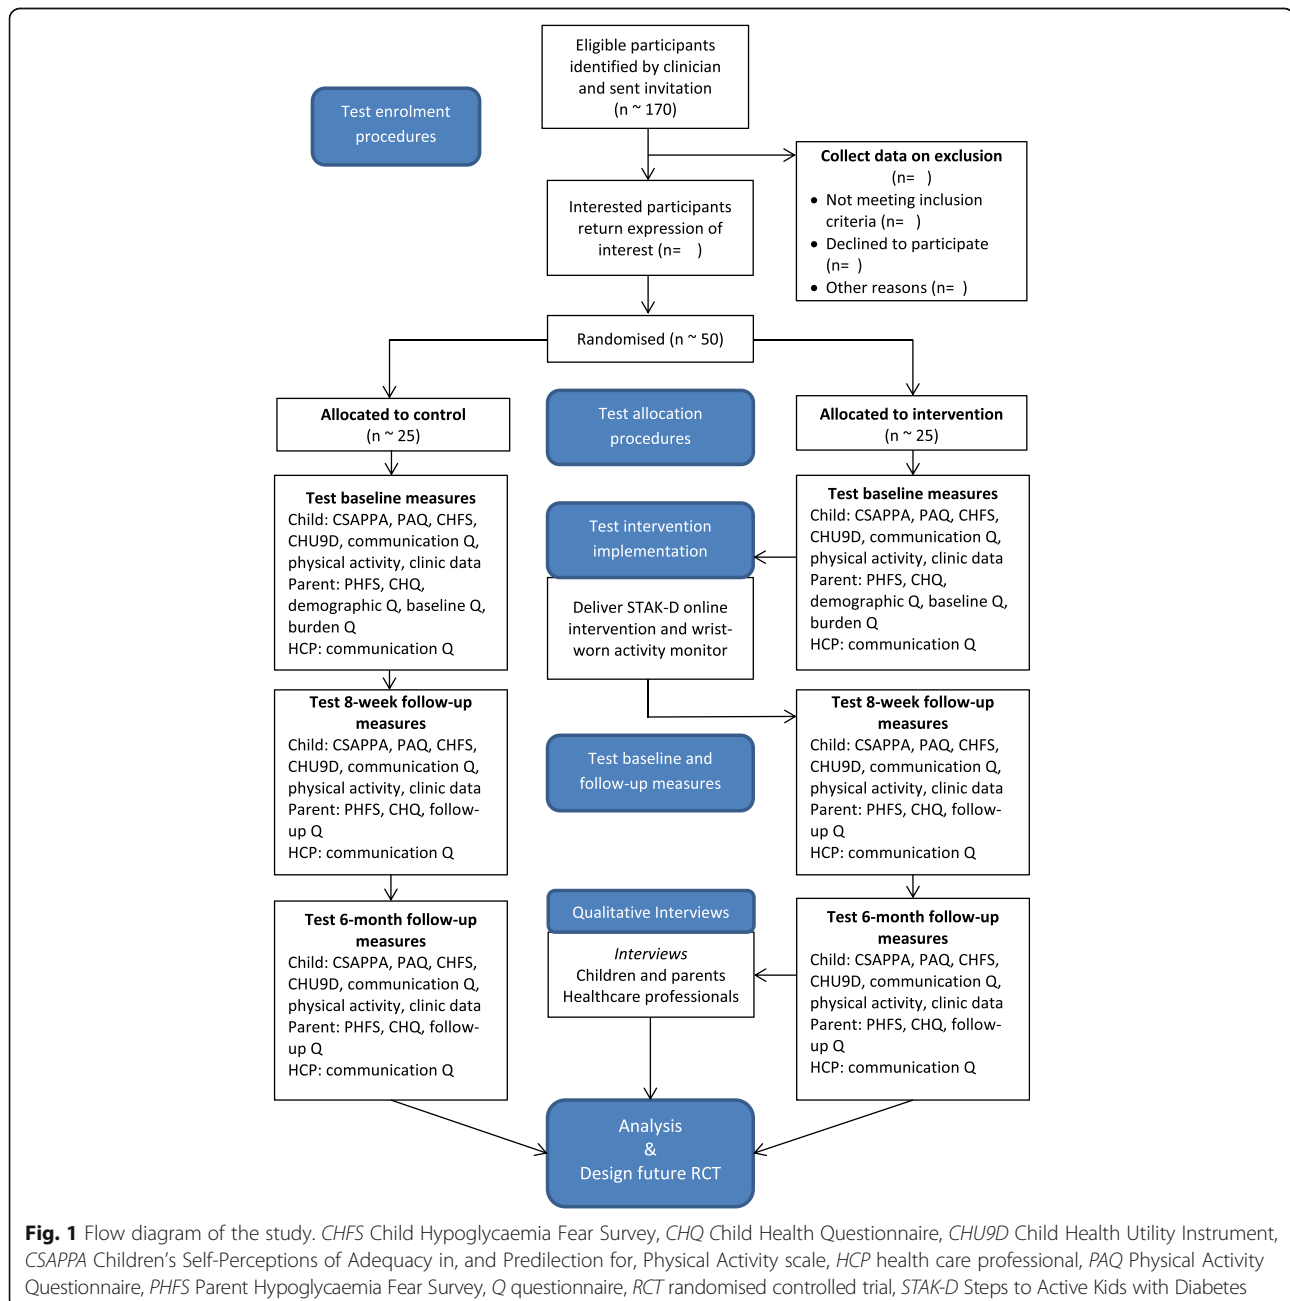 Eligible participants
identified by clinician
and sent invitation
(n ~ 170)
Test enrolment
procedures
Collect data on exclusion
(n=   )
• Not meeting inclusion
criteria (n=   )
• Declined to participate
(n=  )
• Other reasons (n=  )
Interested participants
return expression of
interest (n=    )
Randomised (n ~ 50)
Allocated to control
(n ~ 25)
Test allocation
procedures
Allocated to intervention
(n ~ 25)
Test baseline measures
Child: CSAPPA, PAQ, CHFS,
CHU9D, communication Q,
physical activity, clinic data
Parent: PHFS, CHQ,
demographic Q, baseline Q,
burden Q
HCP: communication Q
Test intervention
implementation
Deliver STAK-D online
intervention and wrist-
worn activity monitor
Test baseline measures
Child: CSAPPA, PAQ, CHFS,
CHU9D, communication Q,
physical activity, clinic data
Parent: PHFS, CHQ,
demographic Q, baseline Q,
burden Q
HCP: communication Q
Test 8-week follow-up
measures
Child: CSAPPA, PAQ, CHFS,
CHU9D, communication Q,
physical activity, clinic data
Parent: PHFS, CHQ, follow-
up Q
HCP: communication Q
Test baseline and
follow-up measures
Test 8-week follow-up
measures
Child: CSAPPA, PAQ, CHFS,
CHU9D, communication Q,
physical activity, clinic data
Parent: PHFS, CHQ, follow-
up Q
HCP: communication Q
Test 6-month follow-up
measures
Child: CSAPPA, PAQ, CHFS,
CHU9D, communication Q,
physical activity, clinic data
Parent: PHFS, CHQ, follow-
up Q
HCP: communication Q
Qualitative Interviews
Interviews
Children and parents
Healthcare professionals
Test 6-month follow-up
measures
Child: CSAPPA, PAQ, CHFS,
CHU9D, communication Q,
physical activity, clinic data
Parent: PHFS, CHQ, follow-
up Q
HCP: communication Q
Analysis
&
Design future RCT
Fig. 1 Flow diagram of the study. CHFS Child Hypoglycaemia Fear Survey, CHQ Child Health Questionnaire, CHU9D Child Health Utility Instrument,
CSAPPA Children's Self-Perceptions of Adequacy in, and Predilection for, Physical Activity scale, HCP health care professional, PAQ Physical Activity
Questionnaire, PHFS Parent Hypoglycaemia Fear Survey, Q questionnaire, RCT randomised controlled trial, STAK-D Steps to Active Kids with Diabetes